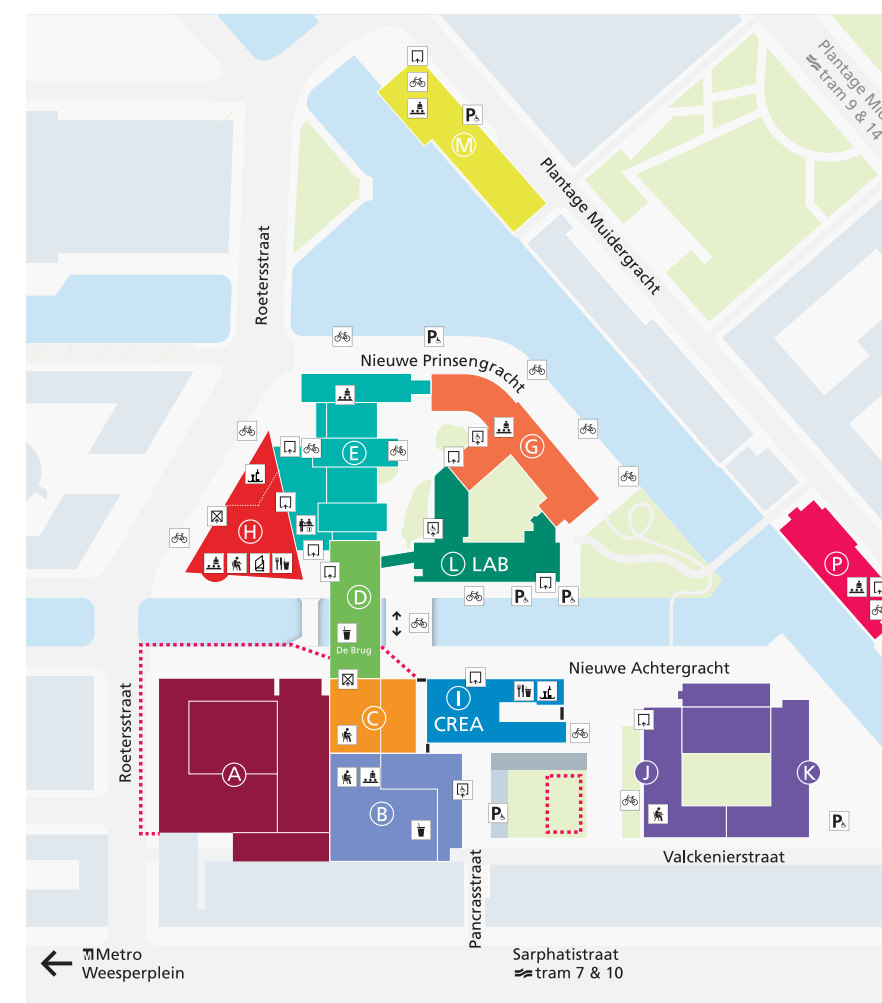 Plantage Mui
tram 9 & 14
P
M
Plantage Muidergracht
Roetersstraat
P
Nieuwe Prinsengracht
G
E
H
L LAB
P
D
P
P
De Brug
Nieuwe Achtergracht
I
CREA
C
Roetersstraat
A
J
K
B
P
P
Valckenierstraat
Pancrasstraat
M Metro
Weesperplein
Sarphatistraat
tram 7 & 10